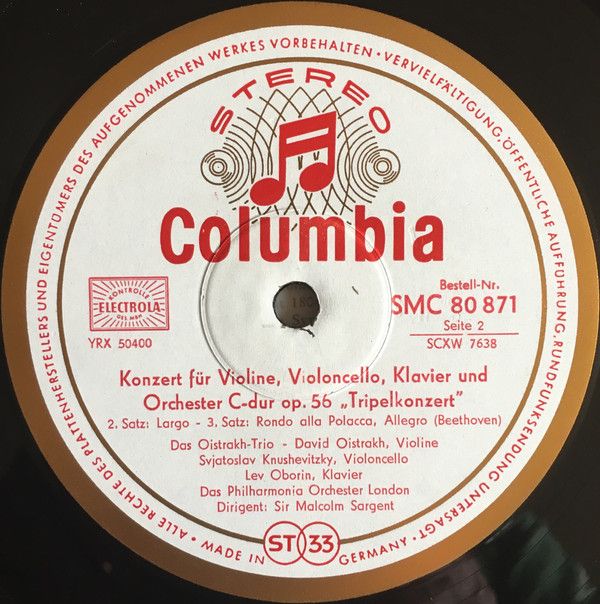 ALLE RECHTE DES PLATTENHERSTELLERS UND EIGENTÜMERS DES AUFGENOMMENEN WERKES VORBEHALTEN • VERVIELFÄLTIGUNG, ÖFFENTLICHE AUFFÜHRUNG, RUNDFUNKSENDUNG UNTERSAGT •
STEREO
Columbia
KONTROLLE
ELECTROLA
GES.MBH.
YRX 50400
Bestell-Nr.
SMC 80 871
Seite 2
SCXW 7638
Konzert für Violine, Violoncello, Klavier und
Orchester C-dur op. 56 „Tripelkonzert"
2. Satz: Largo - 3. Satz: Rondo alla Polacca, Allegro (Beethoven)
Das Oistrakh-Trio - David Oistrakh, Violine
Svjatoslav Knushevitzky, Violoncello
Lev Oborin, Klavier
Das Philharmonia Orchester London
Dirigent: Sir Malcolm Sargent
MADE IN ST 33 GERMANY